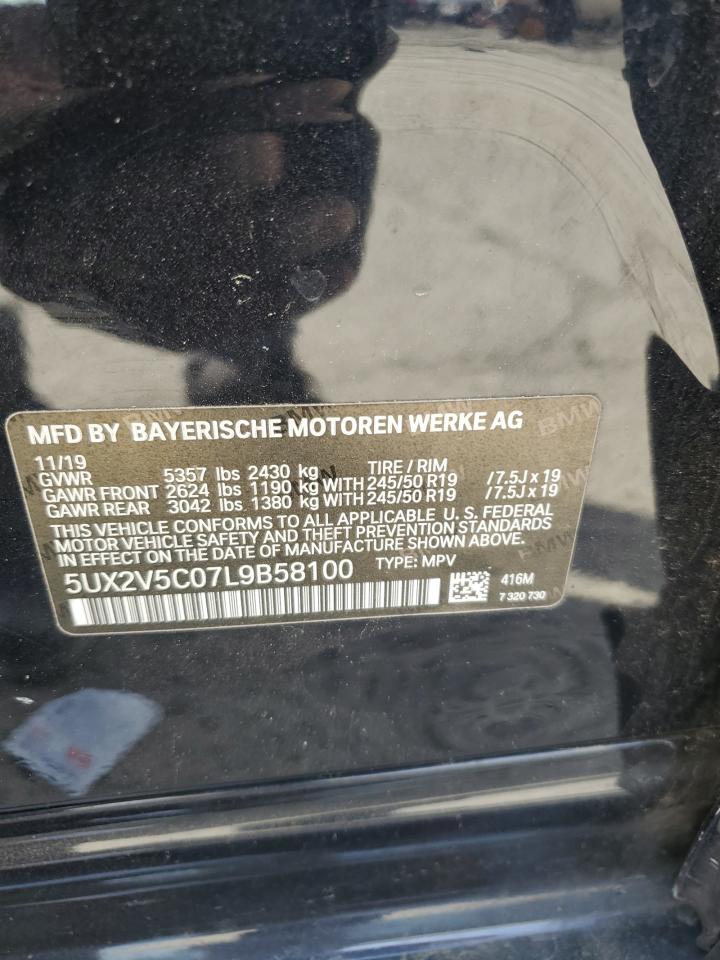 MFD BY BAYERISCHE MOTOREN WERKE AG
11/19
GVWR 5357 lbs 2430 kg TIRE / RIM
GAWR FRONT 2624 lbs 1190 kg WITH 245/50 R19 /7.5J x 19
GAWR REAR 3042 lbs 1380 kg WITH 245/50 R19 /7.5J x 19
THIS VEHICLE CONFORMS TO ALL APPLICABLE U. S. FEDERAL
MOTOR VEHICLE SAFETY AND THEFT PREVENTION STANDARDS
IN EFFECT ON THE DATE OF MANUFACTURE SHOWN ABOVE.
5UX2V5C07L9B58100 TYPE: MPV
416M
7 320 730